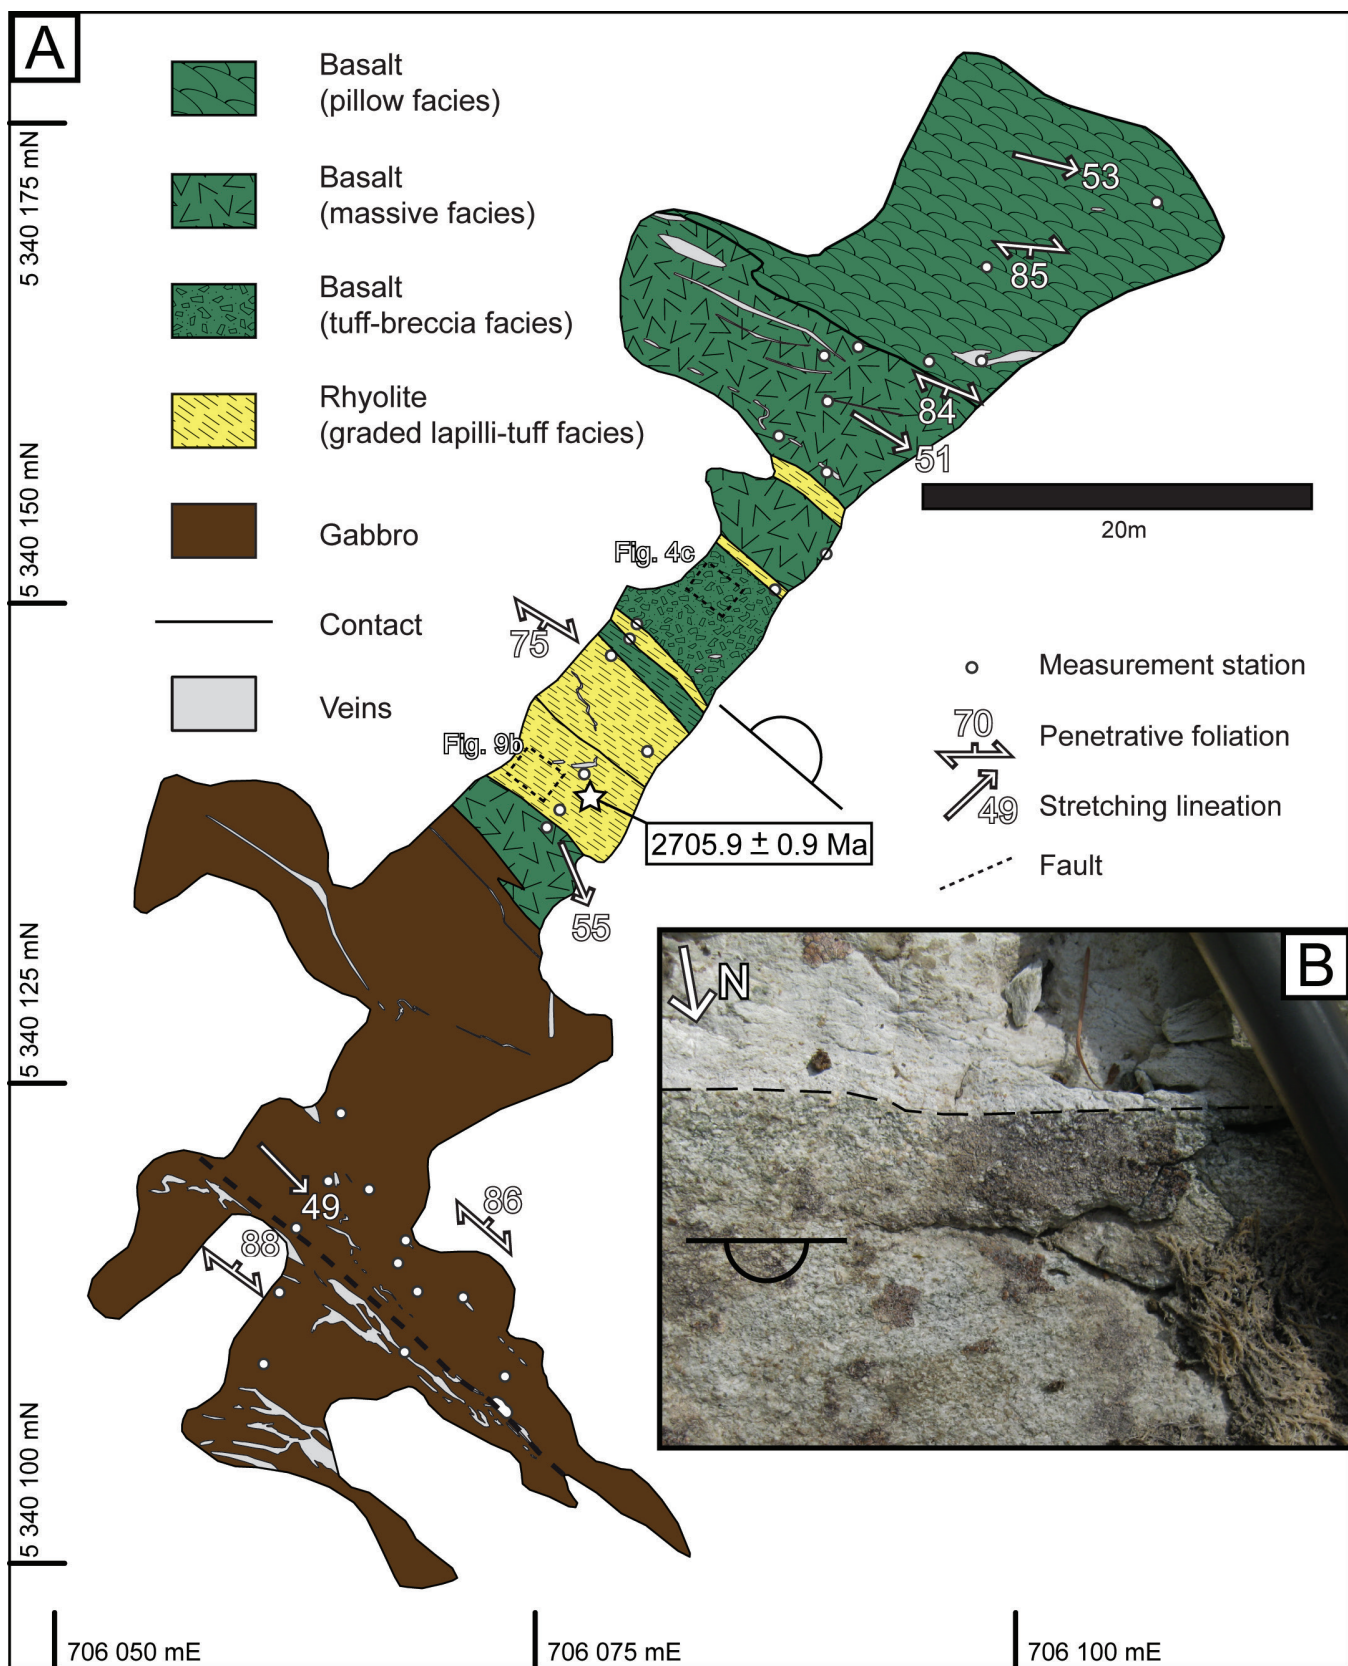 A
Basalt
(pillow facies)
Basalt
(massive facies)
Basalt
(tuff-breccia facies)
Rhyolite
(graded lapilli-tuff facies)
Gabbro
Contact
Veins
5 340 175 mN
5 340 150 mN
5 340 125 mN
5 340 100 mN
53
85
84
51
20m
Fig. 4c
75
Fig. 9b
2705.9 ± 0.9 Ma
55
Measurement station
70
Penetrative foliation
49
Stretching lineation
Fault
49
86
88
B
N
706 050 mE
706 075 mE
706 100 mE